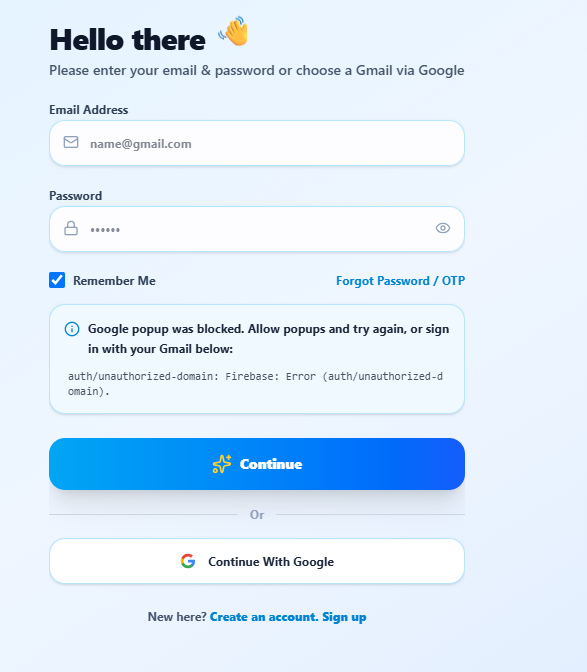 Hello there 👋
Please enter your email & password or choose a Gmail via Google
Email Address
name@gmail.com
Password
••••••
Remember Me
Forgot Password / OTP
Google popup was blocked. Allow popups and try again, or sign
in with your Gmail below:
auth/unauthorized-domain: Firebase: Error (auth/unauthorized-d
omain).
Continue
Or
Continue With Google
New here? Create an account. Sign up